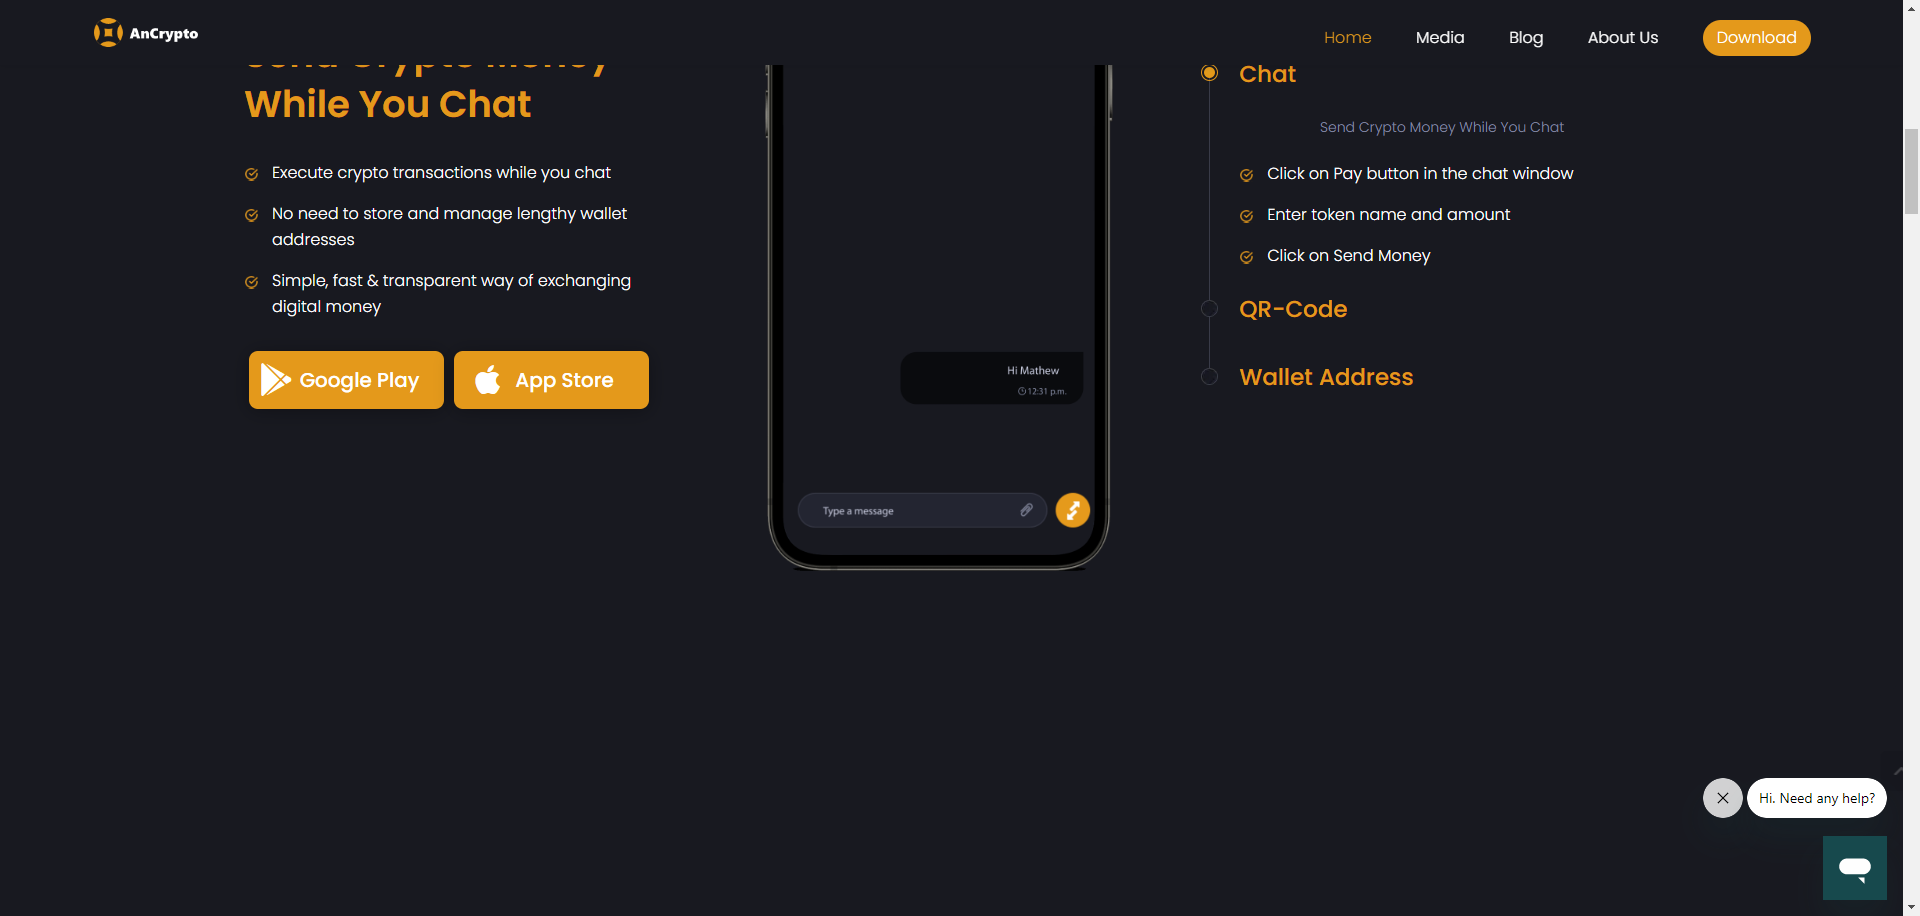 AnCrypto
Home
Media
Blog
About Us
Download
Send Crypto Money
While You Chat
Execute crypto transactions while you chat
No need to store and manage lengthy wallet
addresses
Simple, fast & transparent way of exchanging
digital money
Google Play
App Store
Hi Mathew
12:31 p.m.
Type a message
Chat
Send Crypto Money While You Chat
Click on Pay button in the chat window
Enter token name and amount
Click on Send Money
QR-Code
Wallet Address
Hi. Need any help?